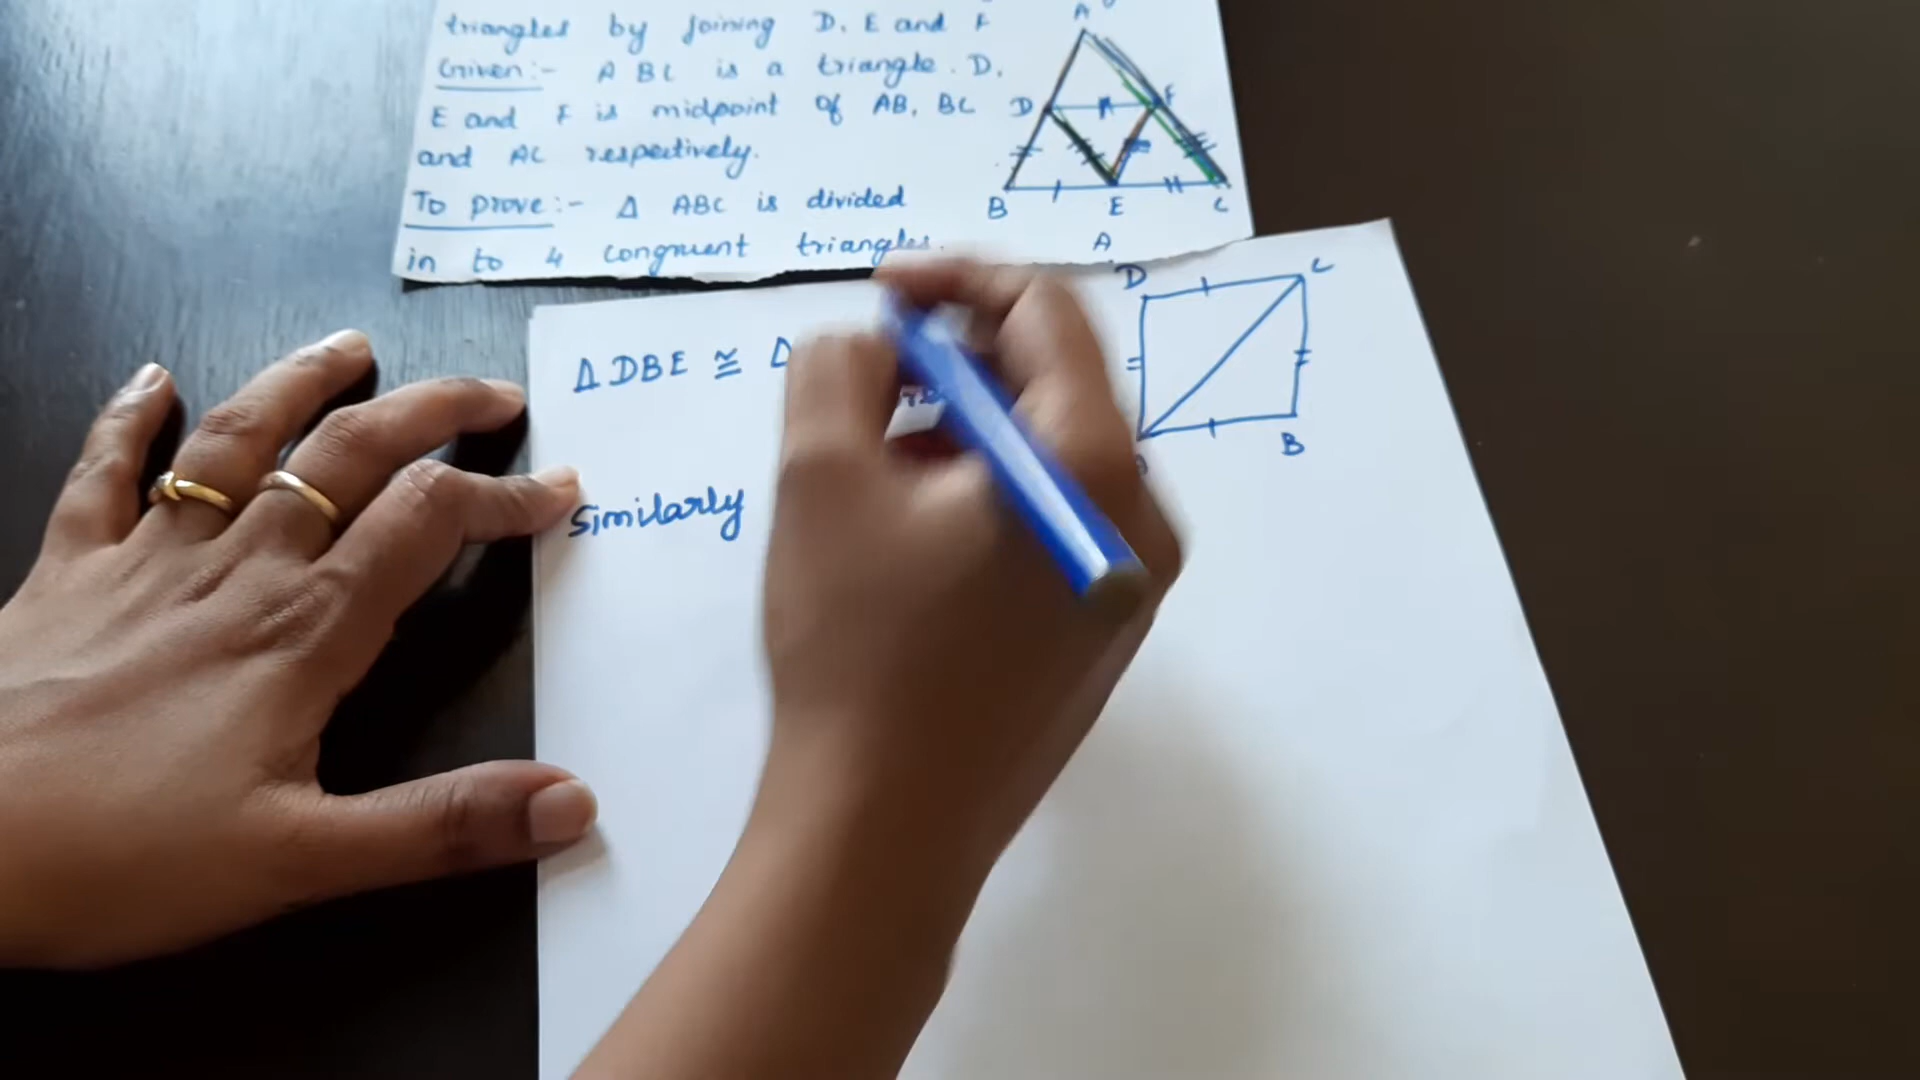 triangles by joining D, E and F
Given:- ABC is a triangle. D,
E and F is midpoint of AB, BC
and AC respectively.
To prove:- Δ ABC is divided
in to 4 congruent triangles.
A
D
F
B
E
C
A
Δ DBE ≅ Δ
Similarly
D
C
B